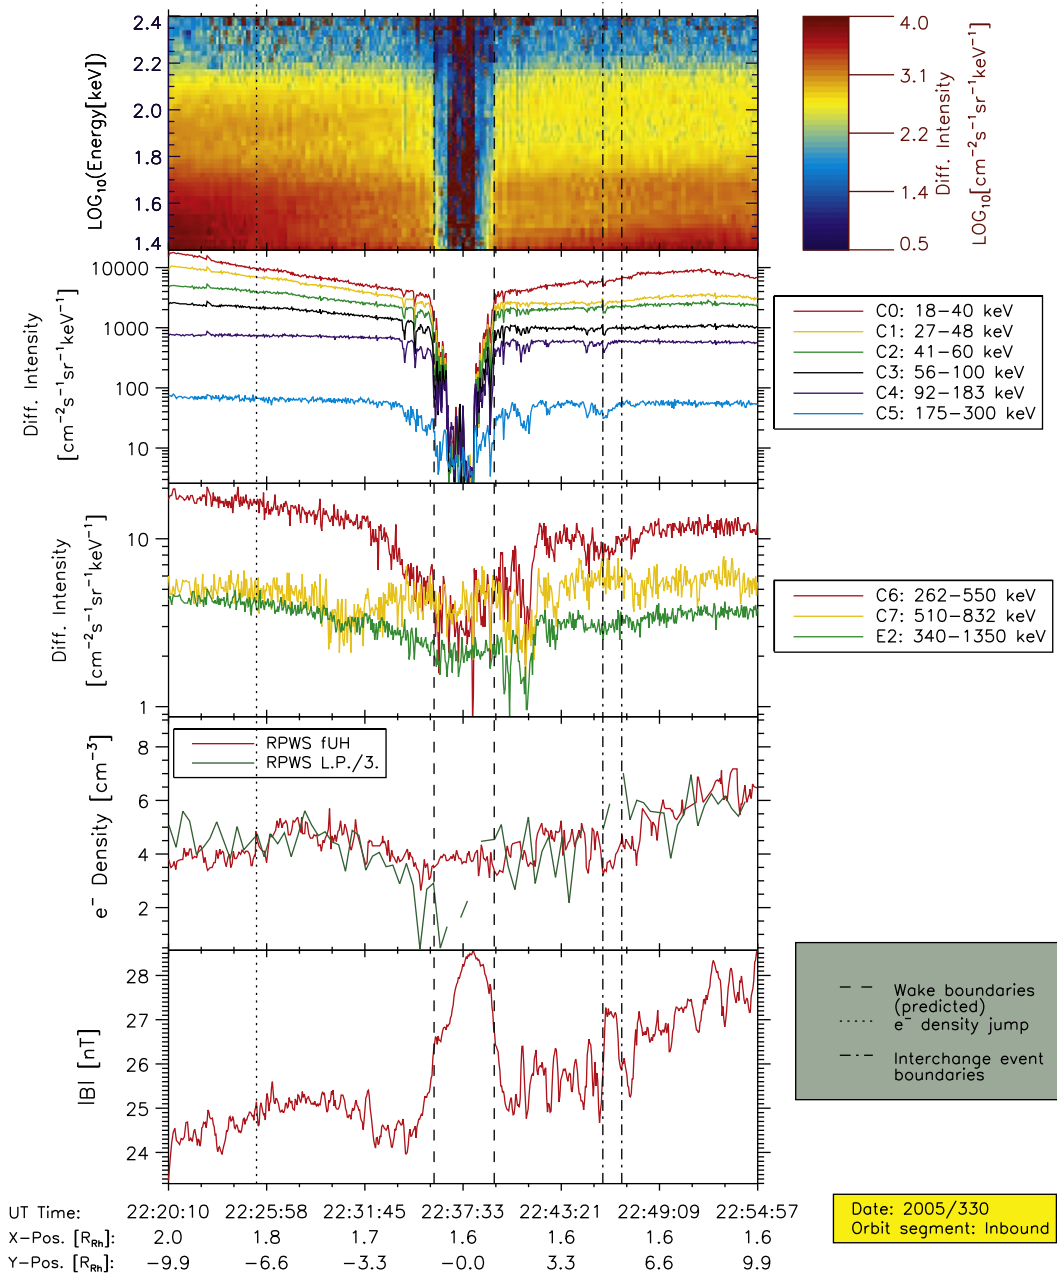 2.4
2.2
2.0
1.8
1.6
1.4
LOG10(Energy[keV])
4.0
3.1
2.2
1.4
0.5
Diff. Intensity
LOG10[cm−2s−1sr−1keV−1]
10000
1000
100
10
Diff. Intensity
[cm−2s−1sr−1keV−1]
C0: 18−40 keV
C1: 27−48 keV
C2: 41−60 keV
C3: 56−100 keV
C4: 92−183 keV
C5: 175−300 keV
10
1
Diff. Intensity
[cm−2s−1sr−1keV−1]
C6: 262−550 keV
C7: 510−832 keV
E2: 340−1350 keV
8
6
4
2
e− Density [cm−3]
RPWS fUH
RPWS L.P./3.
28
27
26
25
24
|B| [nT]
Wake boundaries
(predicted)
e− density jump
Interchange event
boundaries
UT Time: 22:20:10 22:25:58 22:31:45 22:37:33 22:43:21 22:49:09 22:54:57
X−Pos. [RRh]: 2.0 1.8 1.7 1.6 1.6 1.6 1.6
Y−Pos. [RRh]: −9.9 −6.6 −3.3 −0.0 3.3 6.6 9.9
Date: 2005/330
Orbit segment: Inbound